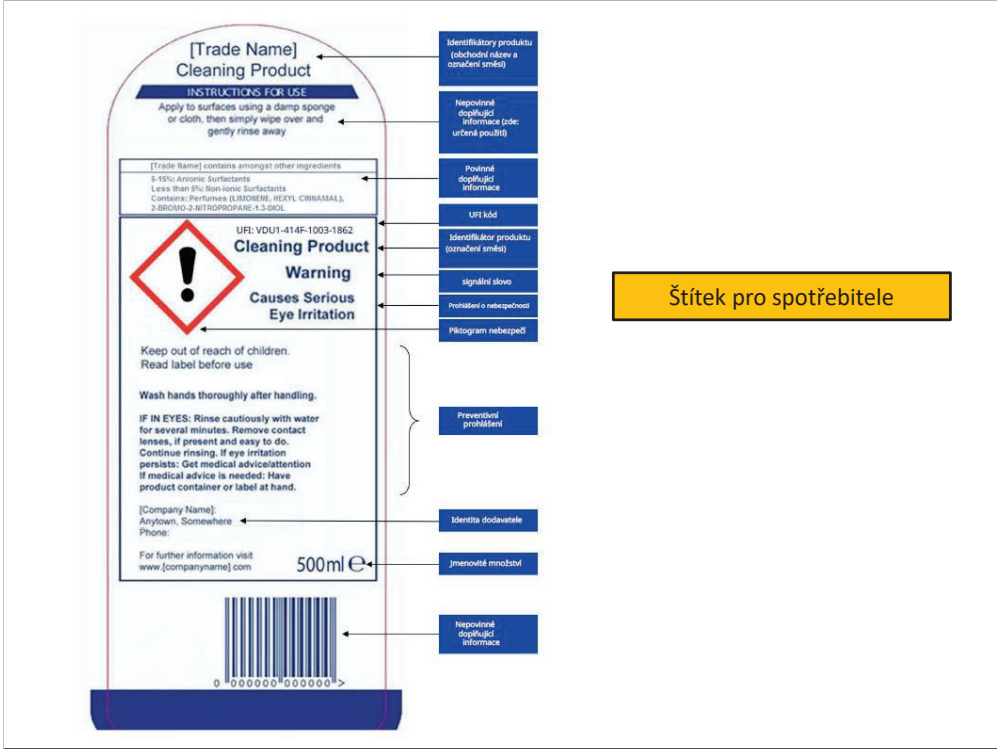 [Trade Name]
Cleaning Product
INSTRUCTIONS FOR USE
Apply to surfaces using a damp sponge
or cloth, then simply wipe over and
gently rinse away
[Trade Name] contains amongst other ingredients
5-15%: Anionic Surfactants
Less than 5%: Non-ionic Surfactants
Contains: Perfumes (LIMONENE, HEXYL CINNAMAL),
2-BROMO-2-NITROPROPANE-1.3-DIOL
UFI: VDU1-414F-1003-1862
Cleaning Product
Warning
Causes Serious
Eye Irritation
Keep out of reach of children.
Read label before use
Wash hands thoroughly after handling.
IF IN EYES: Rinse cautiously with water
for several minutes. Remove contact
lenses, if present and easy to do.
Continue rinsing. If eye irritation
persists: Get medical advice/attention
If medical advice is needed: Have
product container or label at hand.
[Company Name]:
Anytown, Somewhere
Phone:
For further information visit
www.[companyname].com
500ml ℮
0 000000 000000 >
Identifikátory produktu
(obchodní název a
označení směsi)
Nepovinné
doplňující
informace (zde:
určená použití)
Povinné
doplňující
informace
UFI kód
Identifikátor produktu
(označení směsi)
signální slovo
Prohlášení o nebezpečnosti
Piktogram nebezpečí
Preventivní
prohlášení
Identita dodavatele
Jmenovité množství
Nepovinné
doplňující
informace
Štítek pro spotřebitele